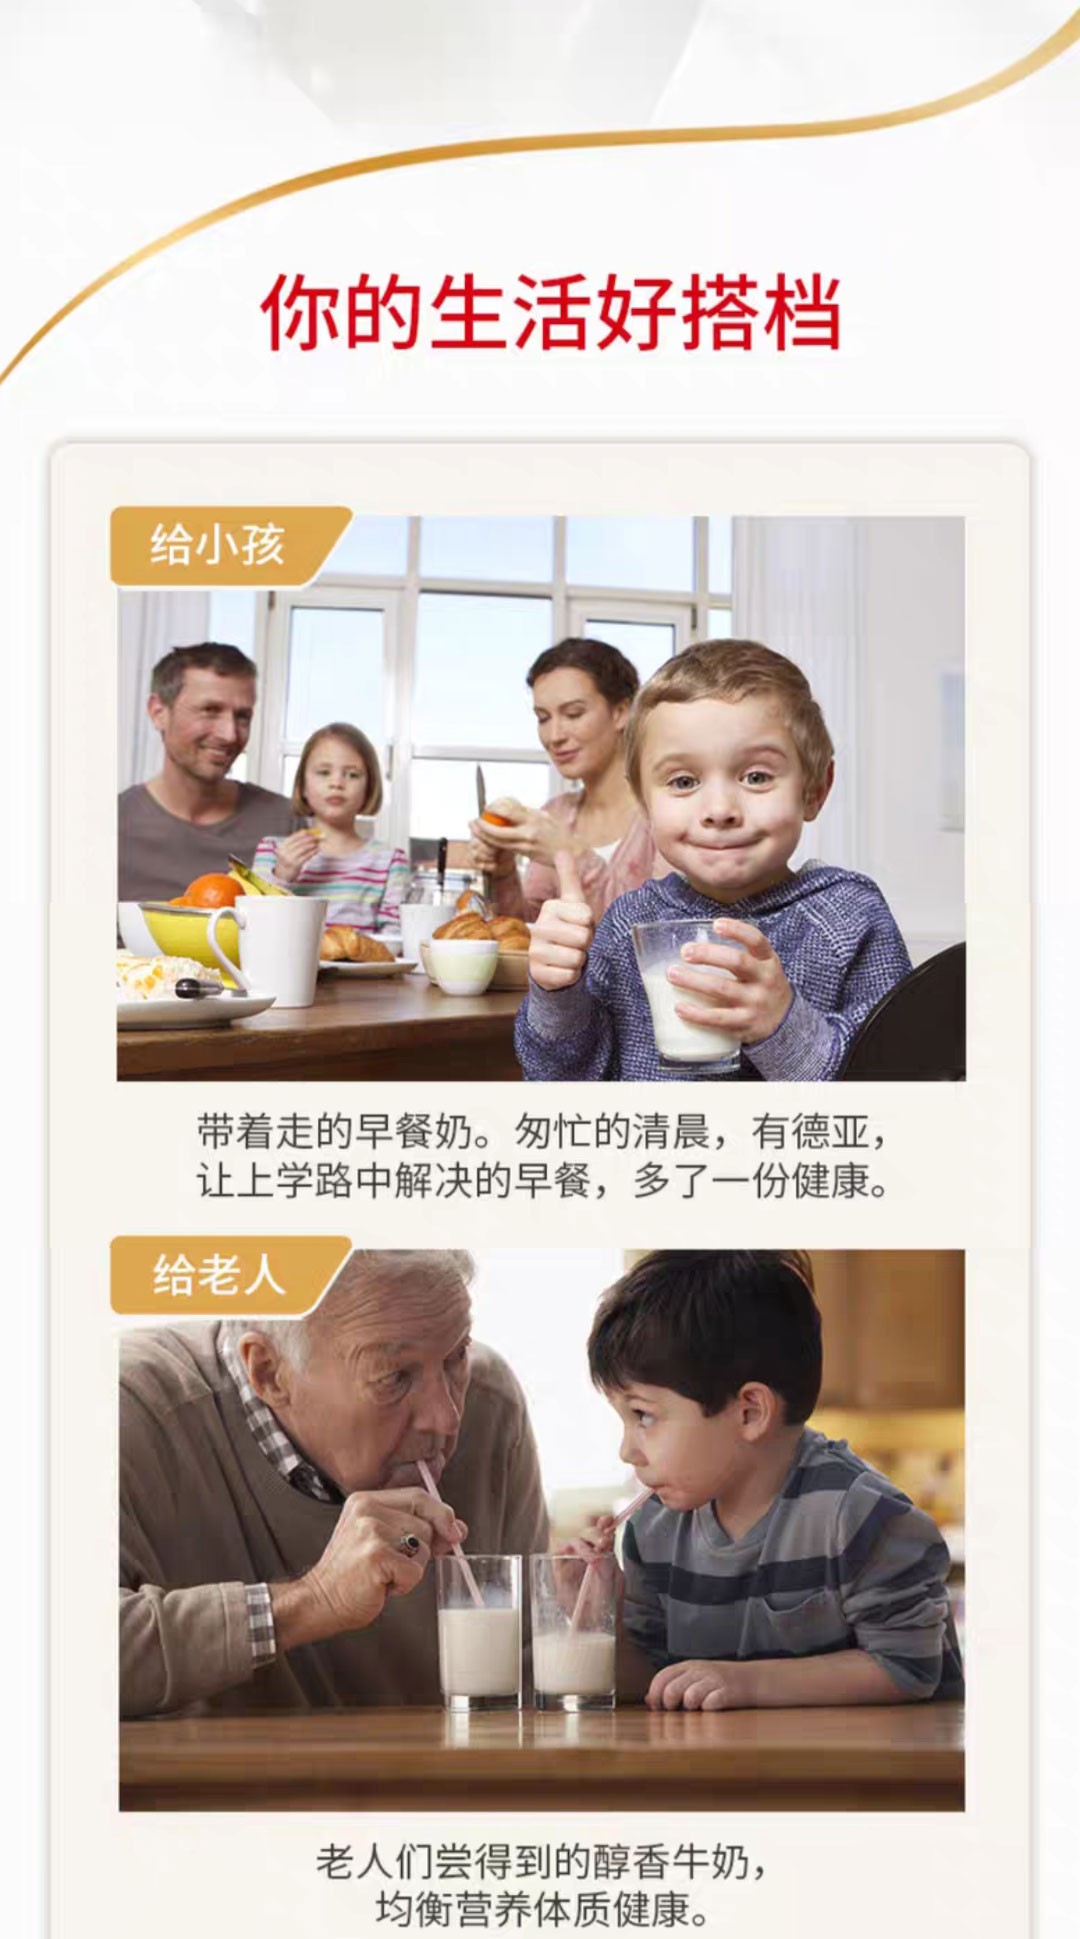 你的生活好搭档
给小孩
带着走的早餐奶。匆忙的清晨，有德亚，
让上学路中解决的早餐，多了一份健康。
给老人
老人们尝得到的醇香牛奶，
均衡营养体质健康。